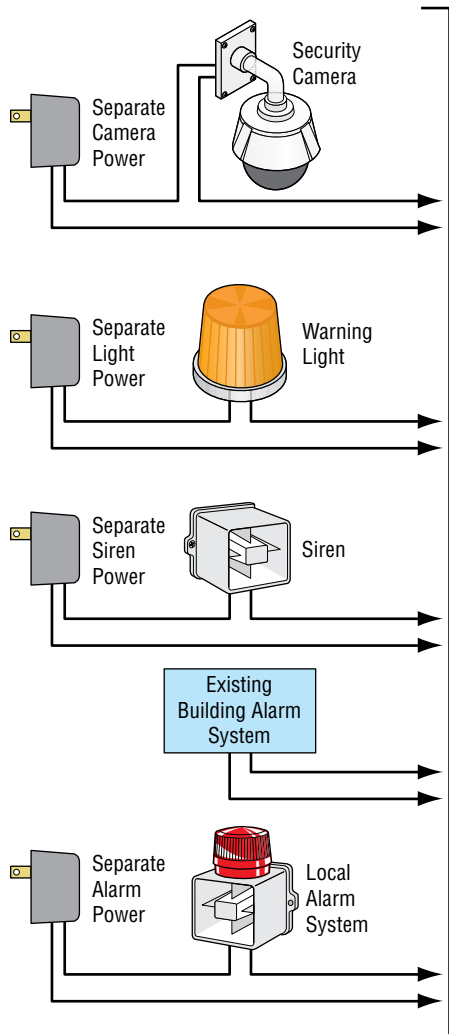 Security
Camera
Separate
Camera
Power
Separate
Light
Power
Warning
Light
Separate
Siren
Power
Siren
Existing
Building Alarm
System
Separate
Alarm
Power
Local
Alarm
System